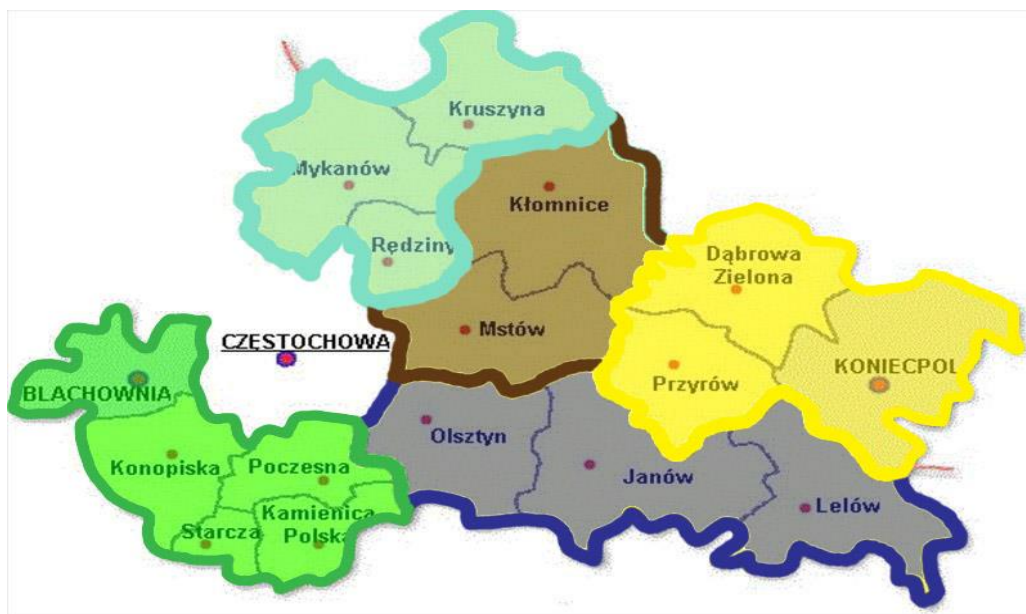 Kruszyna
Mykanów
Kłomnice
Rędziny
Dąbrowa
Zielona
Mstów
CZĘSTOCHOWA
KONIECPOL
Przyrów
BLACHOWNIA
Olsztyn
Konopiska
Poczesna
Janów
Lelów
Kamienica
Starcza
Polska